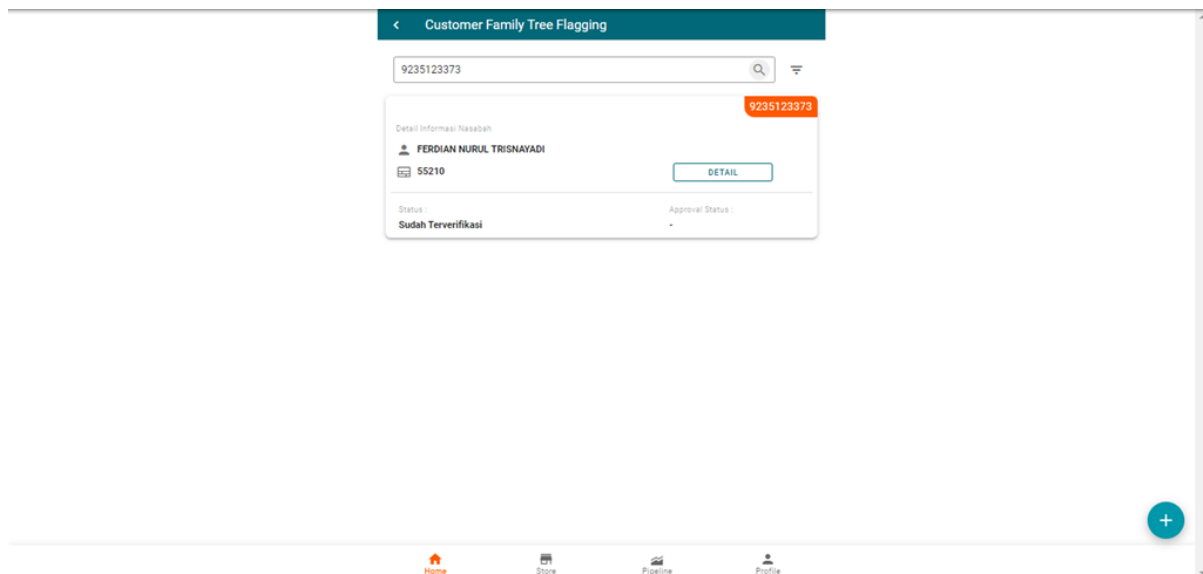 Customer Family Tree Flagging
9235123373
9235123373
Detail Informasi Nasabah
FERDIAN NURUL TRISNAYADI
55210
DETAIL
Status :
Approval Status :
Sudah Terverifikasi
-
Home
Store
Pipeline
Profile